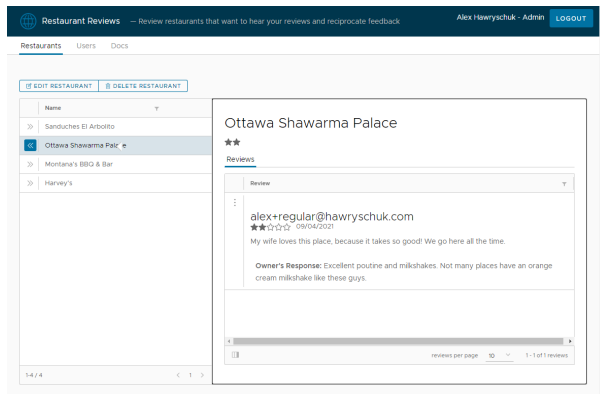 Restaurant Reviews — Review restaurants that want to hear your reviews and reciprocate feedback Alex Hawryschuk - Admin LOGOUT
Restaurants Users Docs
EDIT RESTAURANT DELETE RESTAURANT
Name
Sanduches El Arbolito
Ottawa Shawarma Palace
Montana's BBQ & Bar
Harvey's
1-4 / 4 1
Ottawa Shawarma Palace
Reviews
Review
alex+regular@hawryschuk.com
09/04/2021
My wife loves this place, because it takes so good! We go here all the time.
Owner's Response: Excellent poutine and milkshakes. Not many places have an orange
cream milkshake like these guys.
reviews per page 10 1 - 1 of 1 reviews